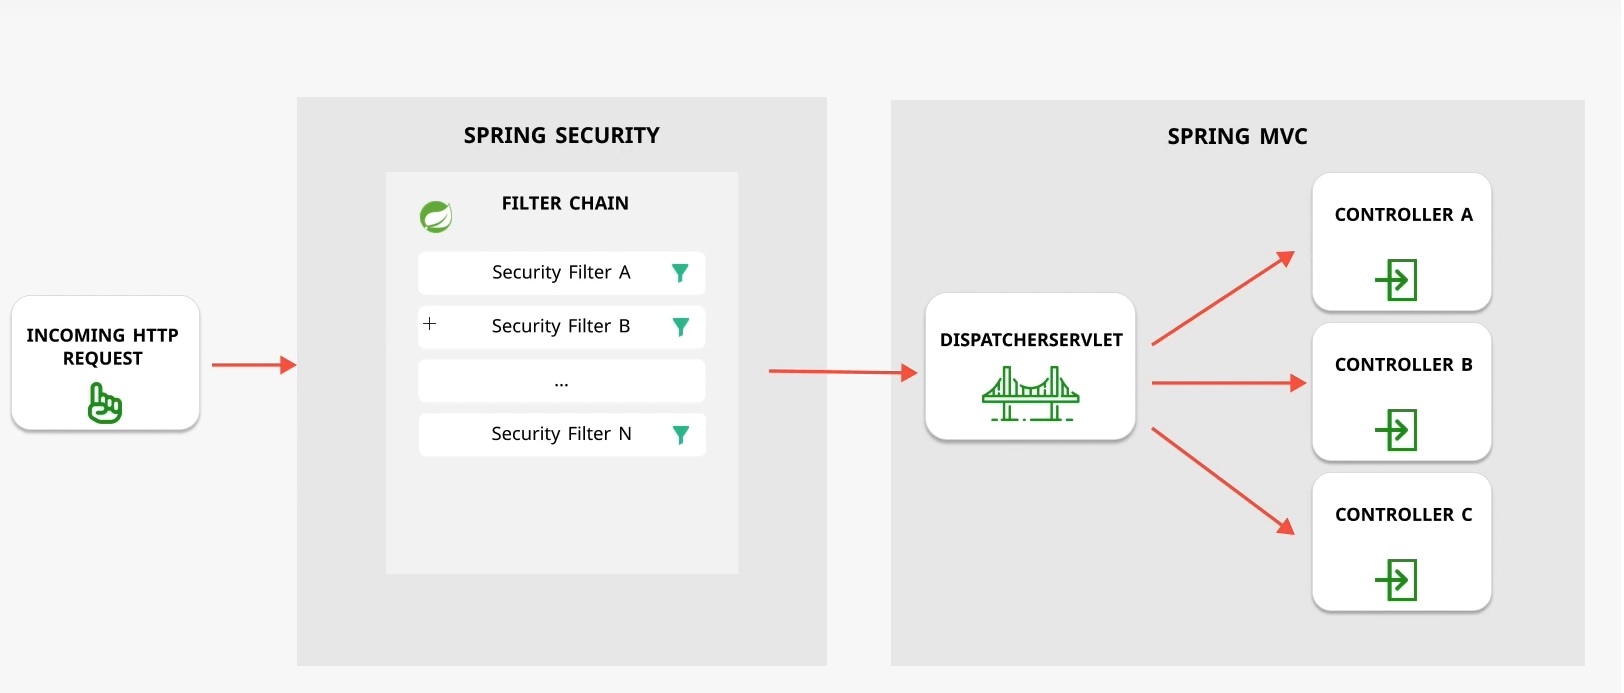 SPRING SECURITY
FILTER CHAIN
Security Filter A
Security Filter B
...
Security Filter N
INCOMING HTTP
REQUEST
SPRING MVC
DISPATCHERSERVLET
CONTROLLER A
CONTROLLER B
CONTROLLER C